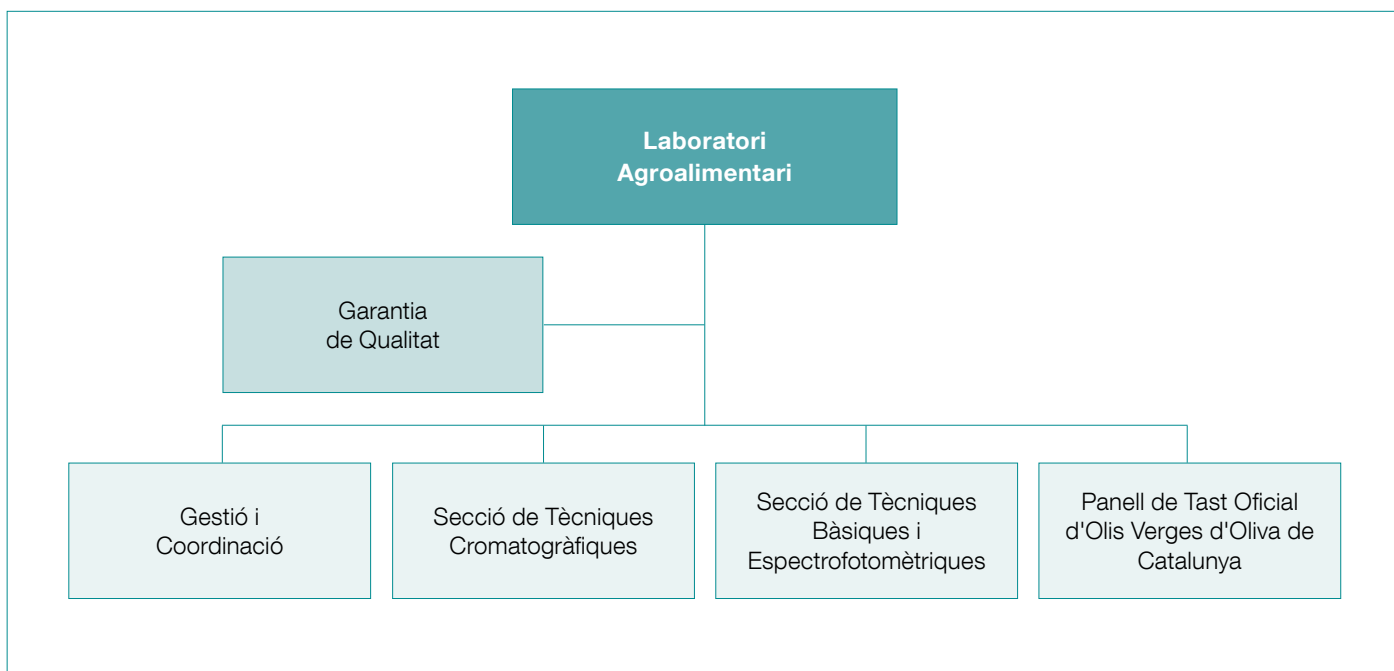 Laboratori
Agroalimentari
Garantia
de Qualitat
Gestió i
Coordinació
Secció de Tècniques
Cromatogràfiques
Secció de Tècniques
Bàsiques i
Espectrofotomètriques
Panell de Tast Oficial
d'Olis Verges d'Oliva de
Catalunya